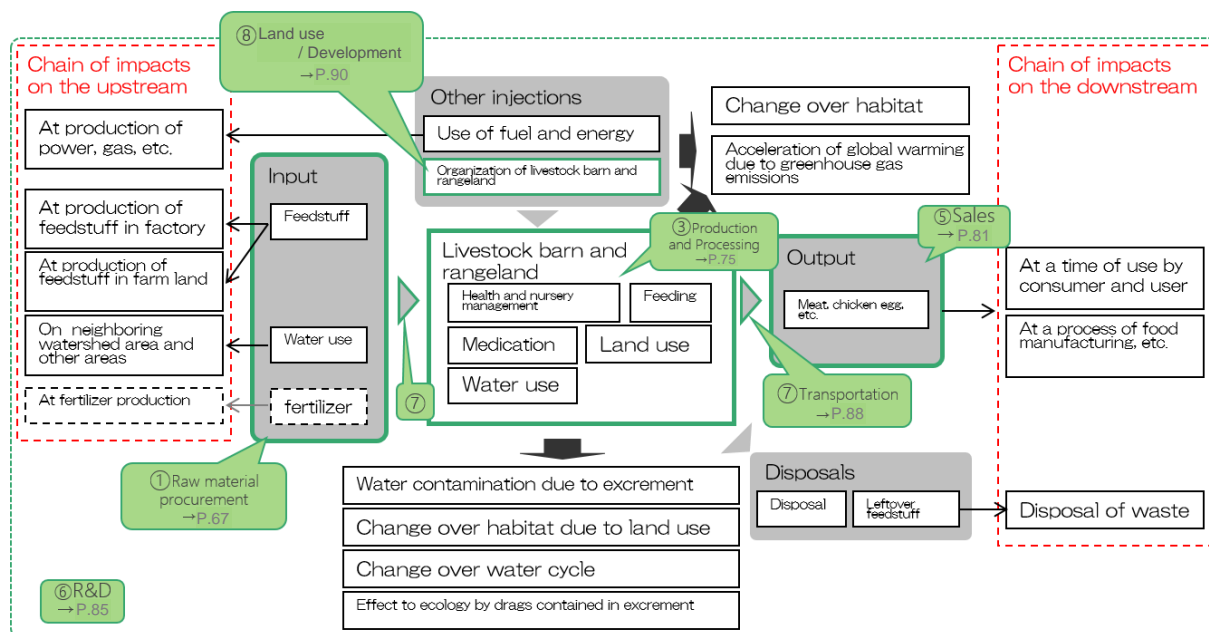 ⑧Land use
/ Development
→P.90
Chain of impacts
on the upstream
At production of
power, gas, etc.
At production of
feedstuff in factory
At production of
feedstuff in farm land
On neighboring
watershed area and
other areas
At fertilizer production
Input
Feedstuff
Water use
fertilizer
①Raw material
procurement
→P.67
Other injections
Use of fuel and energy
Organization of livestock barn and
rangeland
Change over habitat
Acceleration of global warming
due to greenhouse gas
emissions
Livestock barn and
rangeland
Health and nursery
management
Feeding
Medication
Land use
Water use
③Production
and Processing
→P.75
⑦
Output
Meat, chicken egg,
etc.
⑤Sales
→ P.81
⑦Transportation
→P.88
Chain of impacts
on the downstream
At a time of use by
consumer and user
At a process of food
manufacturing, etc.
Disposal of waste
Disposals
Disposal
Leftover
feedstuff
Water contamination due to excrement
Change over habitat due to land use
Change over water cycle
Effect to ecology by drags contained in excrement
⑥R&D
→P.85